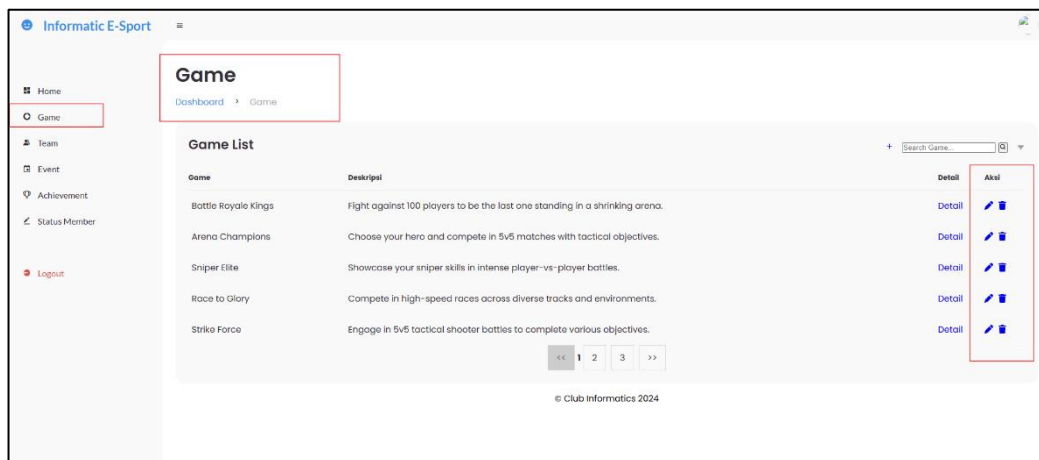 Informatic E-Sport
Home
Game
Team
Event
Achievement
Status Member
Logout
Game
Dashboard > Game
Game List
+ Search Game...
Game Deskripsi Detail Aksi
Battle Royale Kings Fight against 100 players to be the last one standing in a shrinking arena. Detail
Arena Champions Choose your hero and compete in 5v5 matches with tactical objectives. Detail
Sniper Elite Showcase your sniper skills in intense player-vs-player battles. Detail
Race to Glory Compete in high-speed races across diverse tracks and environments. Detail
Strike Force Engage in 5v5 tactical shooter battles to complete various objectives. Detail
<< 1 2 3 >>
© Club Informatics 2024